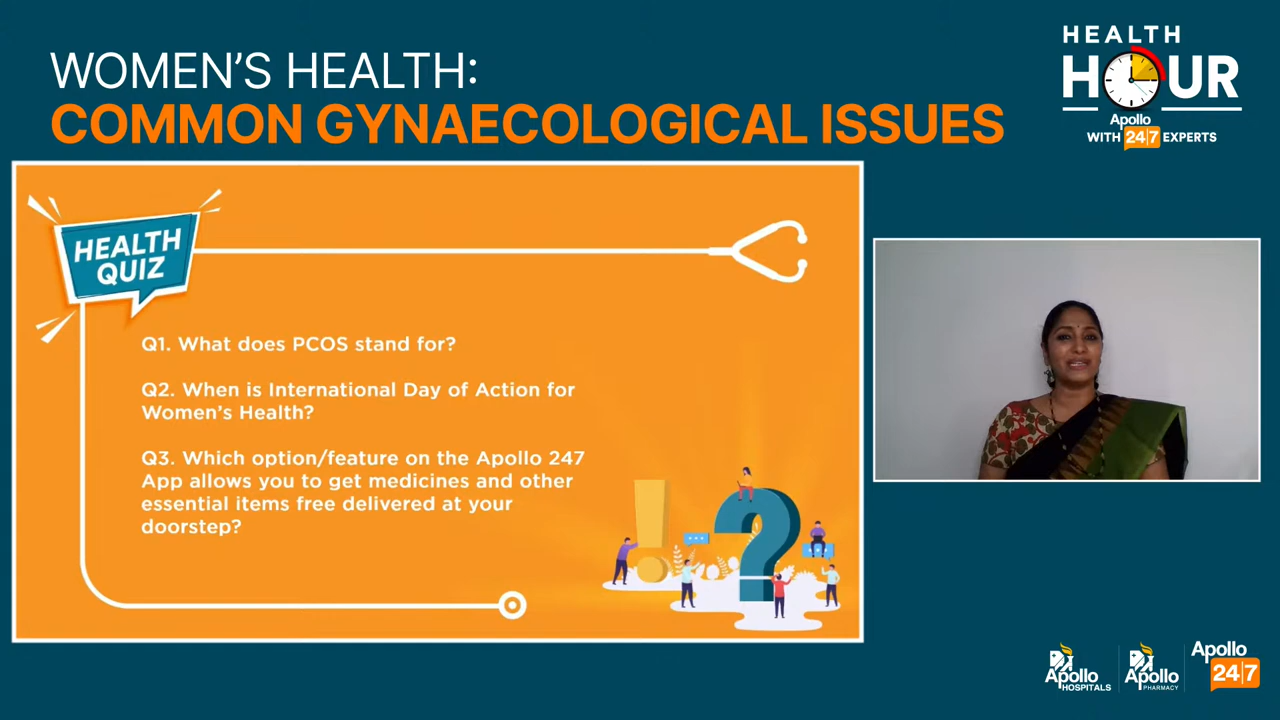 WOMEN'S HEALTH:
COMMON GYNAECOLOGICAL ISSUES
HEALTH
HOUR
Apollo
WITH 24|7 EXPERTS
HEALTH
QUIZ
Q1. What does PCOS stand for?
Q2. When is International Day of Action for
Women's Health?
Q3. Which option/feature on the Apollo 247
App allows you to get medicines and other
essential items free delivered at your
doorstep?
Apollo
HOSPITALS
Apollo
PHARMACY
Apollo
24|7